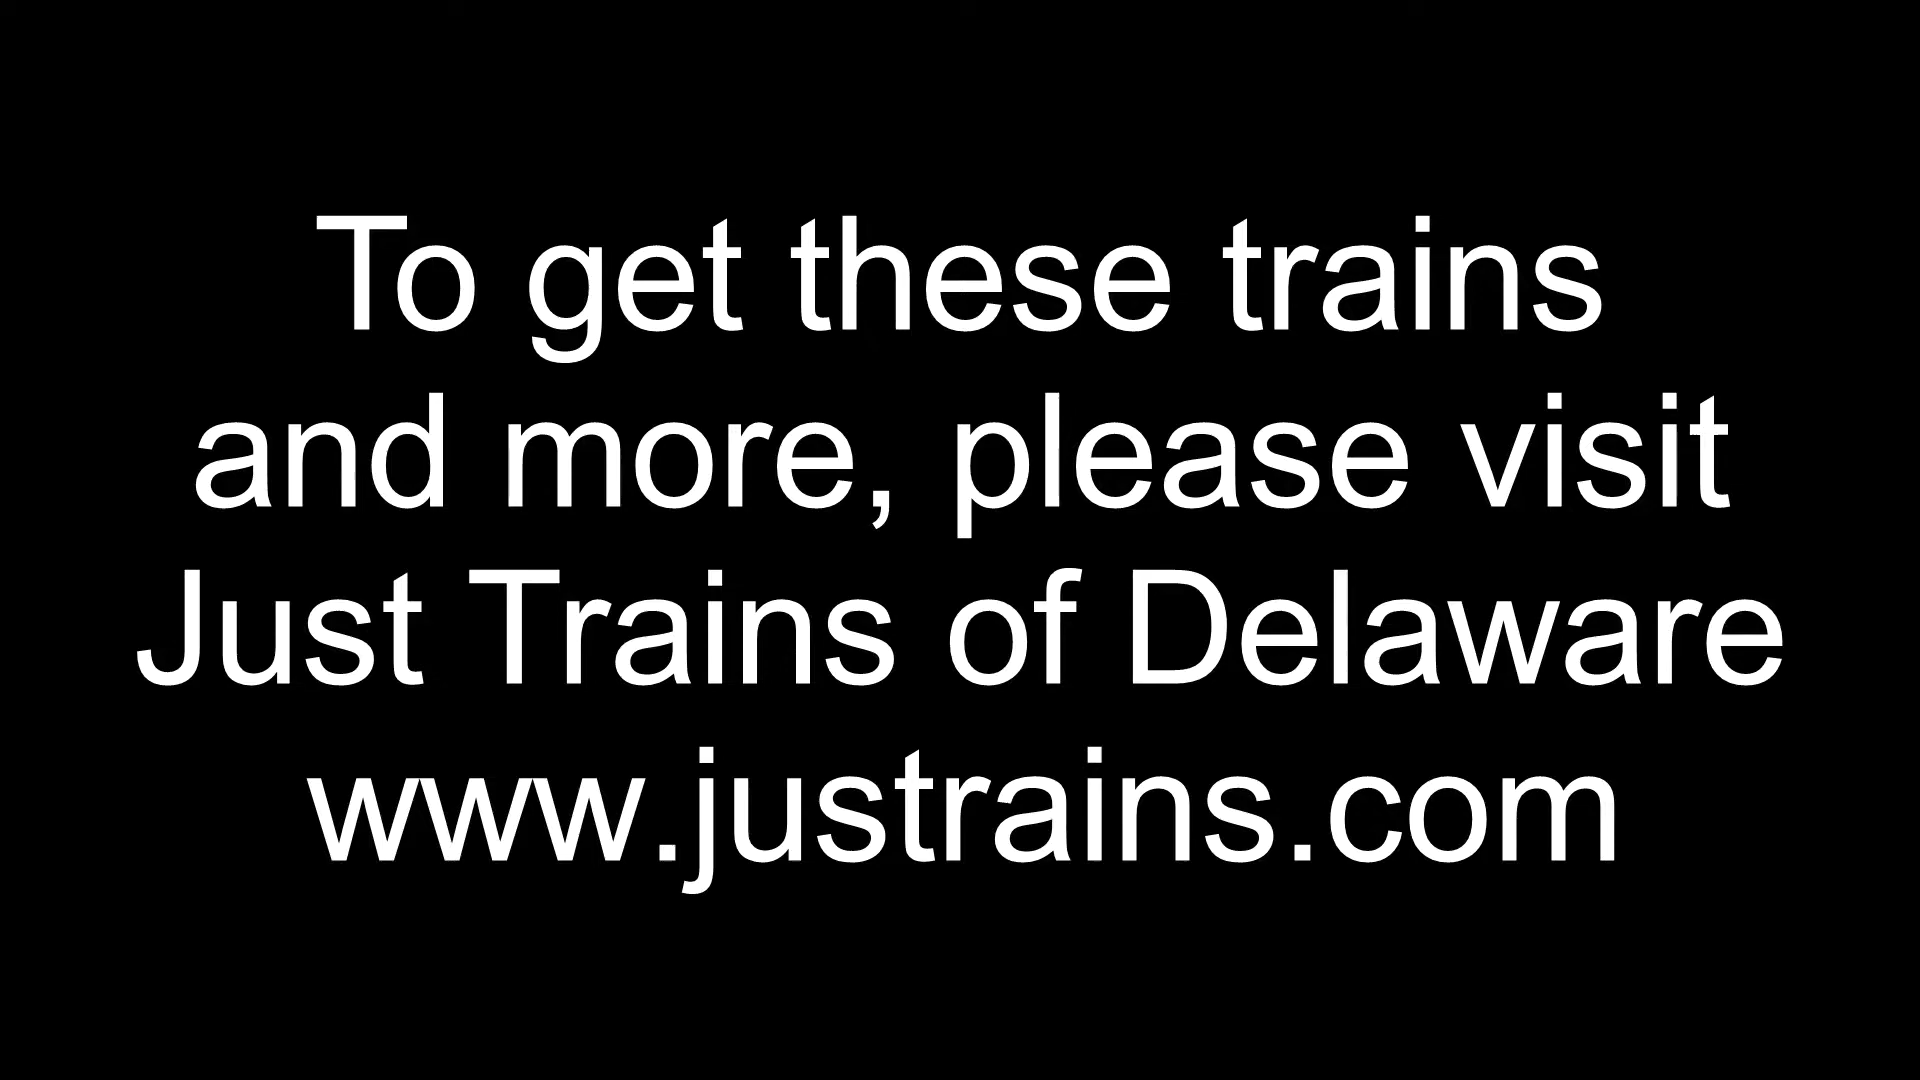 To get these trains
and more, please visit
Just Trains of Delaware
www.justrains.com